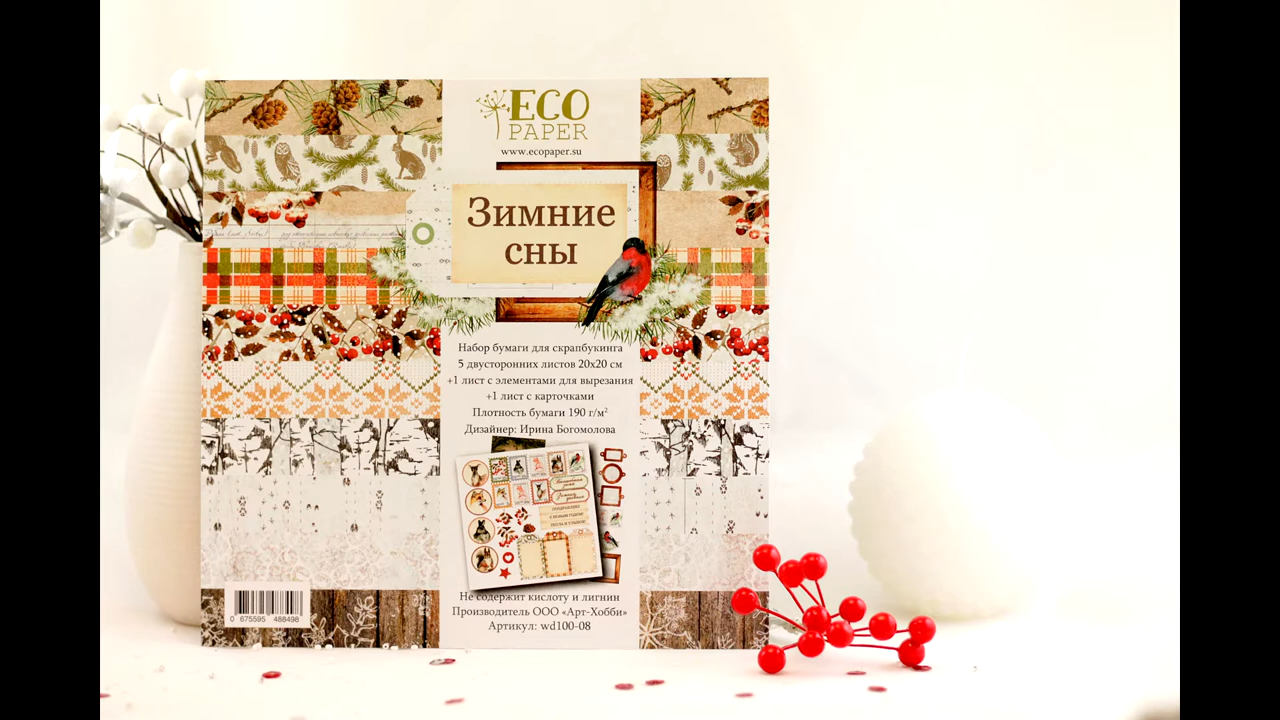 ECO
PAPER
www.ecopaper.su
Зимние
сны
Набор бумаги для скрапбукинга
5 двусторонних листов 20х20 см
+1 лист с элементами для вырезания
+1 лист с карточками
Плотность бумаги 190 г/м²
Дизайнер: Ирина Богомолова
Не содержит кислоту и лигнин
Производитель ООО «Арт-Хобби»
Артикул: wd100-08
0 675595 488498